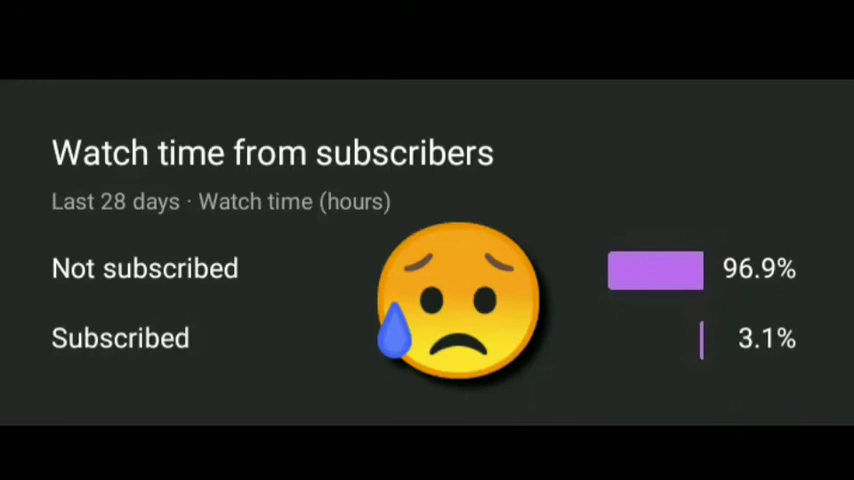 Watch time from subscribers
Last 28 days · Watch time (hours)
Not subscribed 96.9%
Subscribed 3.1%